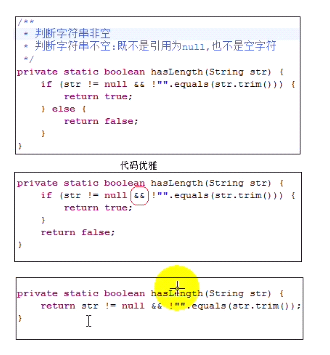 /**
* 判断字符串非空
* 判断字符串不空:既不是引用为null,也不是空字符
*/
private static boolean hasLength(String str) {
if (str != null && !"".equals(str.trim())) {
return true;
} else {
return false;
}
}
代码优雅
private static boolean hasLength(String str) {
if (str != null && !"".equals(str.trim())) {
return true;
}
return false;
}
private static boolean hasLength(String str) {
return str != null && !"".equals(str.trim());
}